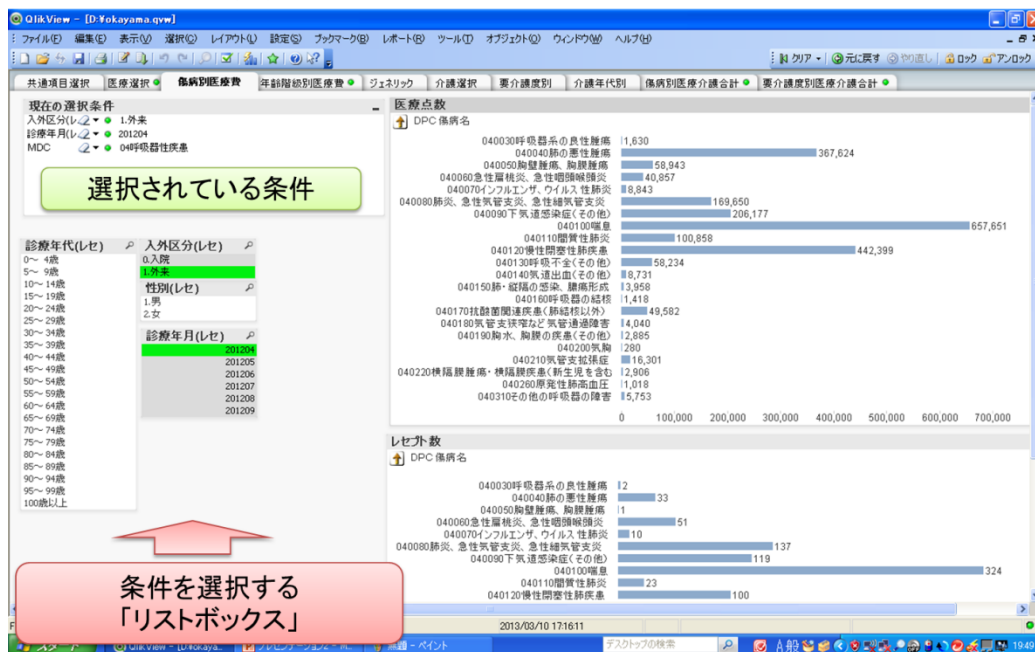 QlikView - [D:¥okayama.qvw]
ファイル(F) 編集(E) 表示(V) 選択(C) レイアウト(L) 設定(S) ブックマーク(B) レポート(R) ツール(T) オブジェクト(O) ウィンドウ(W) ヘルプ(H)
クリア 元に戻す やり直し ロック アンロック
共通項目選択 医療選択 傷病別医療費 年齢階級別医療費 ジェネリック 介護選択 要介護度別 介護年代別 傷病別医療介護合計 要介護度別医療介護合計
現在の選択条件
入外区分(レ 1.外来
診療年月(レ 201204
MDC 04呼吸器性疾患
選択されている条件
診療年代(レセ)
0～ 4歳
5～ 9歳
10～ 14歳
15～ 19歳
20～ 24歳
25～ 29歳
30～ 34歳
35～ 39歳
40～ 44歳
45～ 49歳
50～ 54歳
55～ 59歳
60～ 64歳
65～ 69歳
70～ 74歳
75～ 79歳
80～ 84歳
85～ 89歳
90～ 94歳
95～ 99歳
100歳以上
入外区分(レセ)
0.入院
1.外来
性別(レセ)
1.男
2.女
診療年月(レセ)
201204
201205
201206
201207
201208
201209
条件を選択する
「リストボックス」
医療点数
DPC傷病名
040030呼吸器系の良性腫瘍 1,630
040040肺の悪性腫瘍 367,624
040050胸壁腫瘍、胸膜腫瘍 58,943
040060急性扁桃炎、急性咽頭喉頭炎 40,857
040070インフルエンザ、ウイルス性肺炎 8,843
040080肺炎、急性気管支炎、急性細気管支炎 169,650
040090下気道感染症(その他) 206,177
040100喘息 657,651
040110間質性肺炎 100,858
040120慢性閉塞性肺疾患 442,399
040130呼吸不全(その他) 58,234
040140気道出血(その他) 8,731
040150肺・縦隔の感染、膿瘍形成 3,958
040160呼吸器の結核 1,418
040170抗酸菌関連疾患(肺結核以外) 49,582
040180気管支狭窄など気管通過障害 4,040
040190胸水、胸膜の疾患(その他) 2,885
040200気胸 280
040210気管支拡張症 16,301
040220横隔膜腫瘍・横隔膜疾患(新生児を含む 2,906
040260原発性肺高血圧 1,018
040310その他の呼吸器の障害 5,753
0 100,000 200,000 300,000 400,000 500,000 600,000 700,000
レセプト数
DPC傷病名
040030呼吸器系の良性腫瘍 2
040040肺の悪性腫瘍 33
040050胸壁腫瘍、胸膜腫瘍 1
040060急性扁桃炎、急性咽頭喉頭炎 51
040070インフルエンザ、ウイルス性肺炎 10
040080肺炎、急性気管支炎、急性細気管支炎 137
040090下気道感染症(その他) 119
040100喘息 324
040110間質性肺炎 23
040120慢性閉塞性肺疾患 100
2013/03/10 17:16:11
スタート QlikView - [D:¥okaya... プレゼンテーション2 - M... 無題 - ペイント デスクトップの検索 A 般 19:43